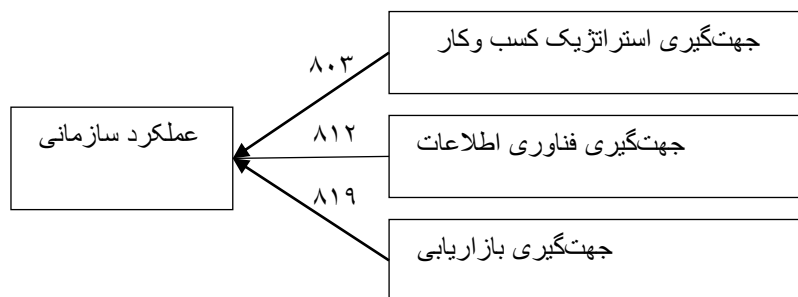 جهت‌گیری استراتژیک کسب وکار
۸۰۳
عملکرد سازمانی
۸۱۲
جهت‌گیری فناوری اطلاعات
۸۱۹
جهت‌گیری بازاریابی